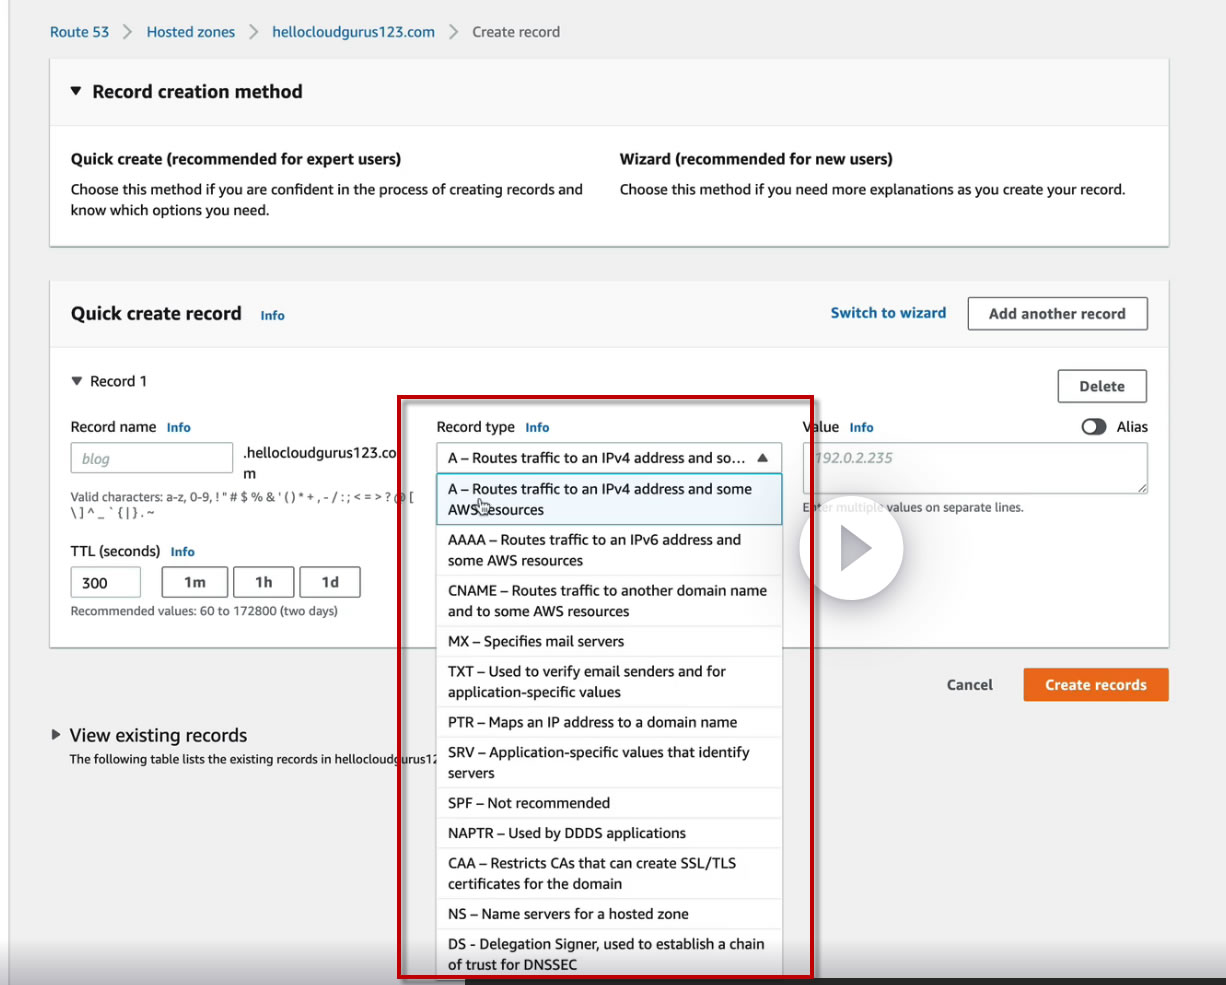 Route 53 > Hosted zones > hellocloudgurus123.com > Create record
Record creation method
Quick create (recommended for expert users)
Choose this method if you are confident in the process of creating records and
know which options you need.
Wizard (recommended for new users)
Choose this method if you need more explanations as you create your record.
Quick create record Info
Switch to wizard
Add another record
Record 1
Delete
Record name Info
blog
.hellocloudgurus123.co
m
Valid characters: a-z, 0-9, ! " # $ % & ' ( ) * + , - / : ; < = > ? @ [
\ ] ^ _ ` { | } . ~
TTL (seconds) Info
300
1m
1h
1d
Recommended values: 60 to 172800 (two days)
Record type Info
A – Routes traffic to an IPv4 address and so...
A – Routes traffic to an IPv4 address and some
AWS resources
AAAA – Routes traffic to an IPv6 address and
some AWS resources
CNAME – Routes traffic to another domain name
and to some AWS resources
MX – Specifies mail servers
TXT – Used to verify email senders and for
application-specific values
PTR – Maps an IP address to a domain name
SRV – Application-specific values that identify
servers
SPF – Not recommended
NAPTR – Used by DDDS applications
CAA – Restricts CAs that can create SSL/TLS
certificates for the domain
NS – Name servers for a hosted zone
DS - Delegation Signer, used to establish a chain
of trust for DNSSEC
Value Info
Alias
192.0.2.235
Enter multiple values on separate lines.
Cancel
Create records
View existing records
The following table lists the existing records in hellocloudgurus12